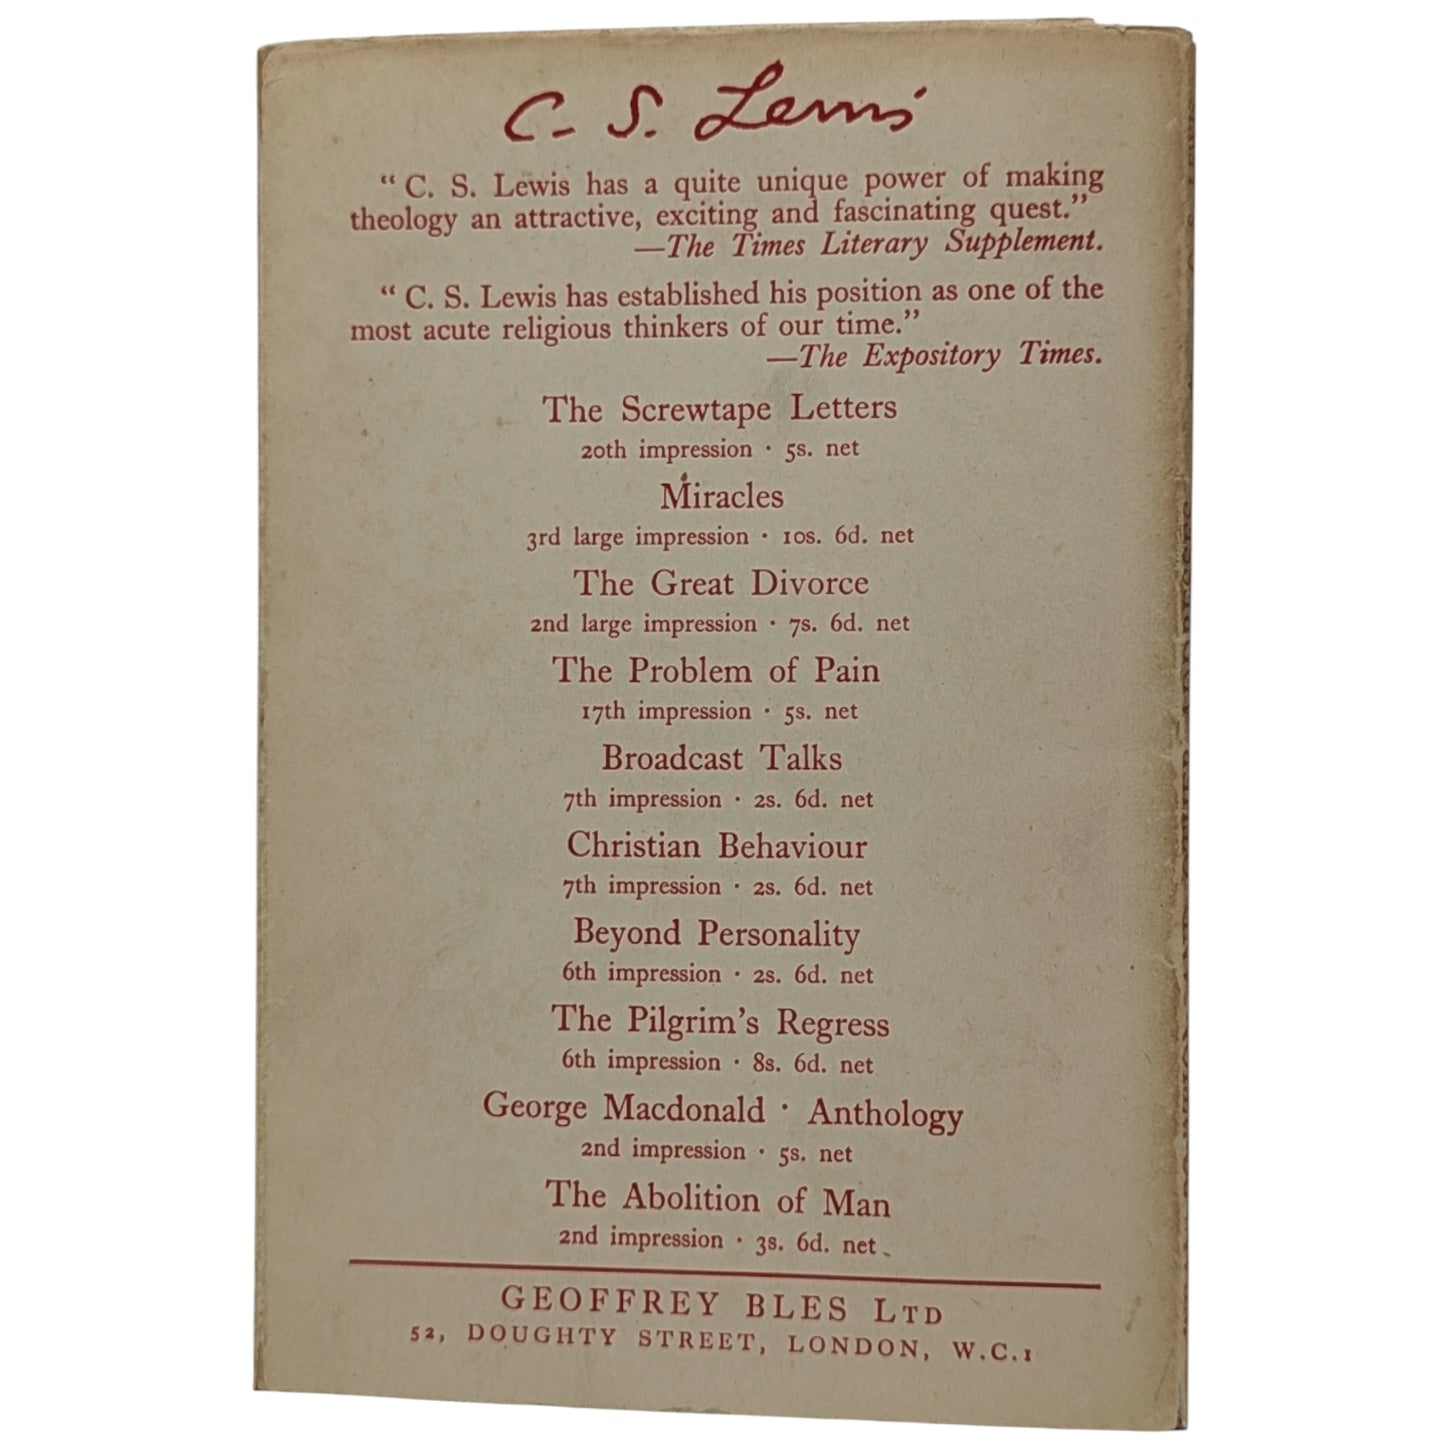 C. S. Lewis
“ C. S. Lewis has a quite unique power of making
theology an attractive, exciting and fascinating quest.”
—The Times Literary Supplement.
“ C. S. Lewis has established his position as one of the
most acute religious thinkers of our time.”
—The Expository Times.
The Screwtape Letters
20th impression · 5s. net
Miracles
3rd large impression · 10s. 6d. net
The Great Divorce
2nd large impression · 7s. 6d. net
The Problem of Pain
17th impression · 5s. net
Broadcast Talks
7th impression · 2s. 6d. net
Christian Behaviour
7th impression · 2s. 6d. net
Beyond Personality
6th impression · 2s. 6d. net
The Pilgrim’s Regress
6th impression · 8s. 6d. net
George Macdonald · Anthology
2nd impression · 5s. net
The Abolition of Man
2nd impression · 3s. 6d. net
GEOFFREY BLES LTD
52, DOUGHTY STREET, LONDON, W.C.1